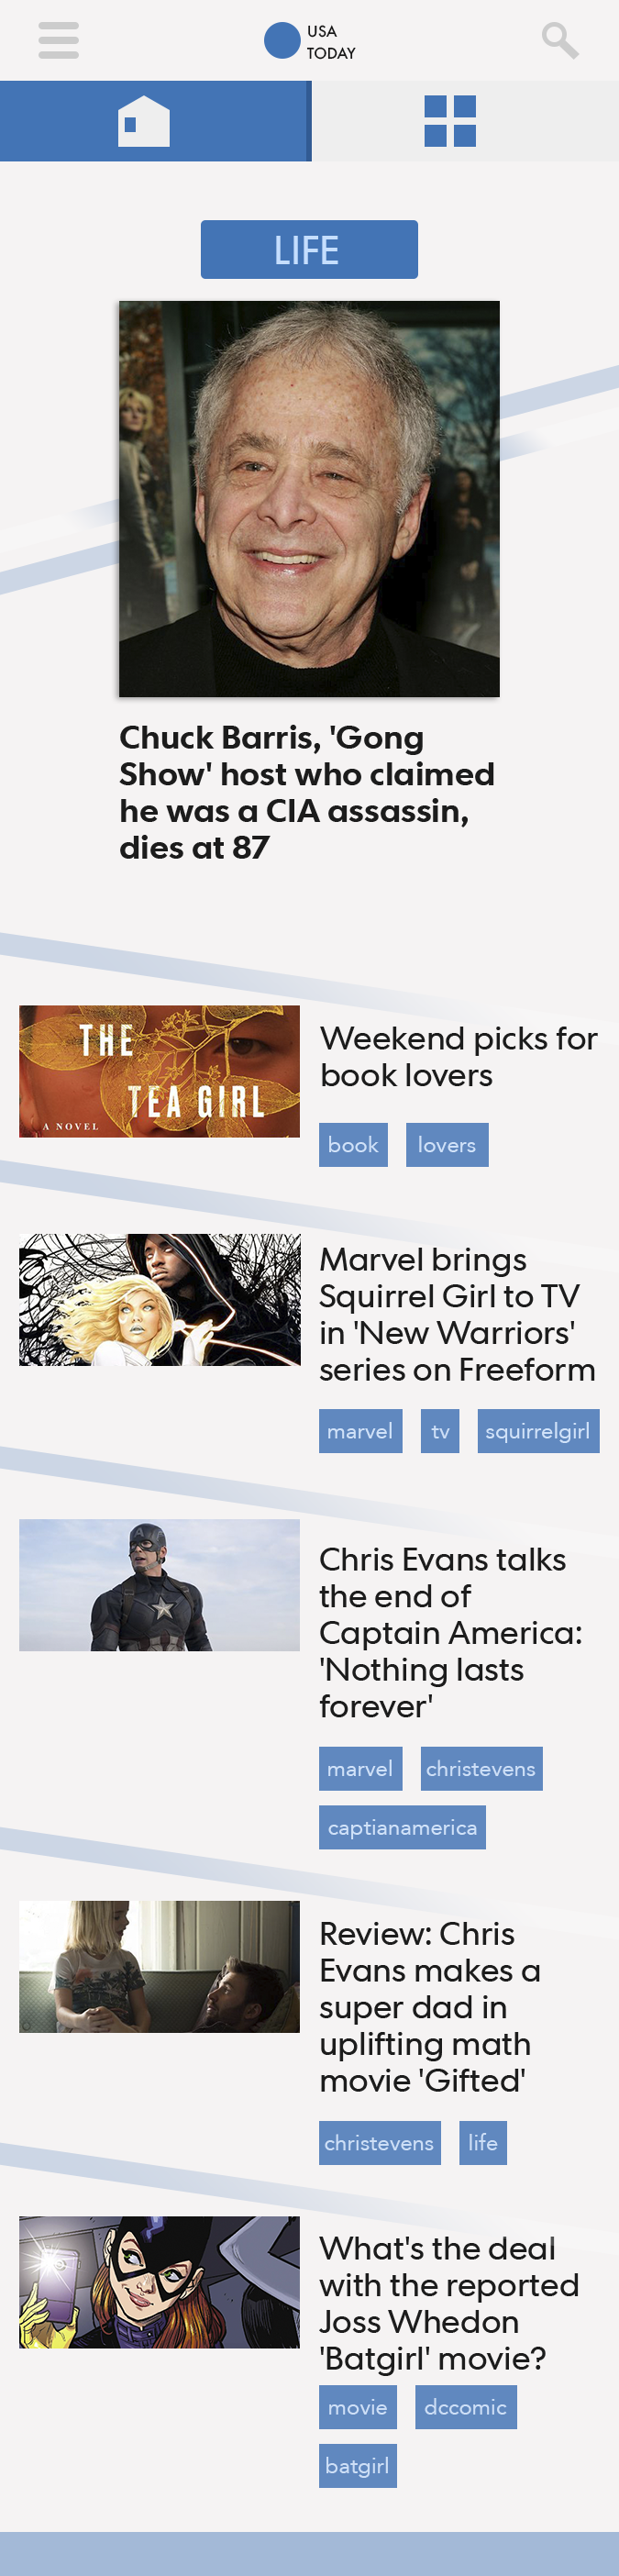 USA
TODAY
LIFE
Chuck Barris, 'Gong
Show' host who claimed
he was a CIA assassin,
dies at 87
THE
TEA GIRL
A NOVEL
Weekend picks for
book lovers
book lovers
Marvel brings
Squirrel Girl to TV
in 'New Warriors'
series on Freeform
marvel tv squirrelgirl
Chris Evans talks
the end of
Captain America:
'Nothing lasts
forever'
marvel christevens
captianamerica
Review: Chris
Evans makes a
super dad in
uplifting math
movie 'Gifted'
christevens life
What's the deal
with the reported
Joss Whedon
'Batgirl' movie?
movie dccomic
batgirl